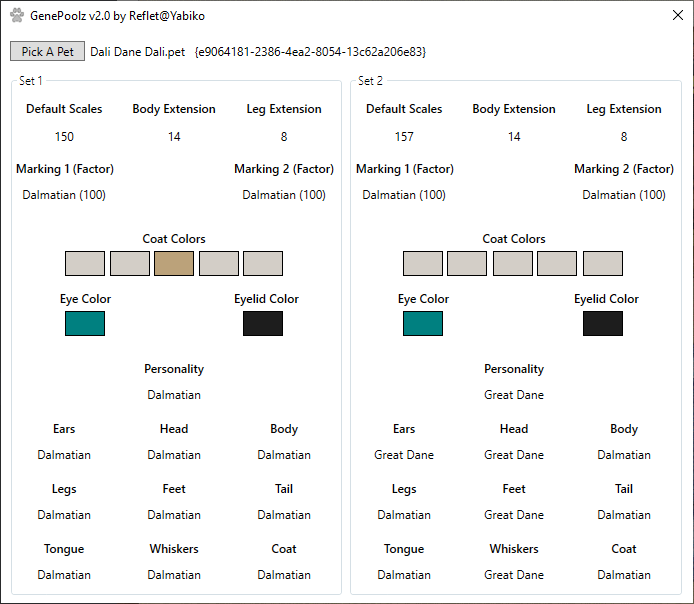 GenePoolz v2.0 by Reflet@Yabiko
Pick A Pet Dali Dane Dali.pet {e9064181-2386-4ea2-8054-13c62a206e83}
Set 1
Default Scales Body Extension Leg Extension
150 14 8
Marking 1 (Factor) Marking 2 (Factor)
Dalmatian (100) Dalmatian (100)
Coat Colors
Eye Color Eyelid Color
Personality
Dalmatian
Ears Head Body
Dalmatian Dalmatian Dalmatian
Legs Feet Tail
Dalmatian Dalmatian Dalmatian
Tongue Whiskers Coat
Dalmatian Dalmatian Dalmatian
Set 2
Default Scales Body Extension Leg Extension
157 14 8
Marking 1 (Factor) Marking 2 (Factor)
Dalmatian (100) Dalmatian (100)
Coat Colors
Eye Color Eyelid Color
Personality
Great Dane
Ears Head Body
Great Dane Great Dane Dalmatian
Legs Feet Tail
Dalmatian Great Dane Dalmatian
Tongue Whiskers Coat
Dalmatian Great Dane Dalmatian